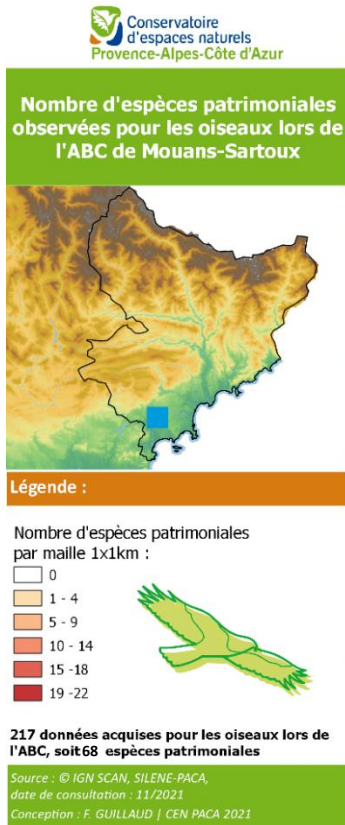 Conservatoire
d'espaces naturels
Provence-Alpes-Côte d'Azur
Nombre d'espèces patrimoniales
observées pour les oiseaux lors de
l'ABC de Mouans-Sartoux
Légende :
Nombre d'espèces patrimoniales
par maille 1x1km :
0
1 - 4
5 - 9
10 - 14
15 -18
19 -22
217 données acquises pour les oiseaux lors de
l'ABC, soit68 espèces patrimoniales
Source : © IGN SCAN, SILENE-PACA,
date de consultation : 11/2021
Conception : F. GUILLAUD | CEN PACA 2021